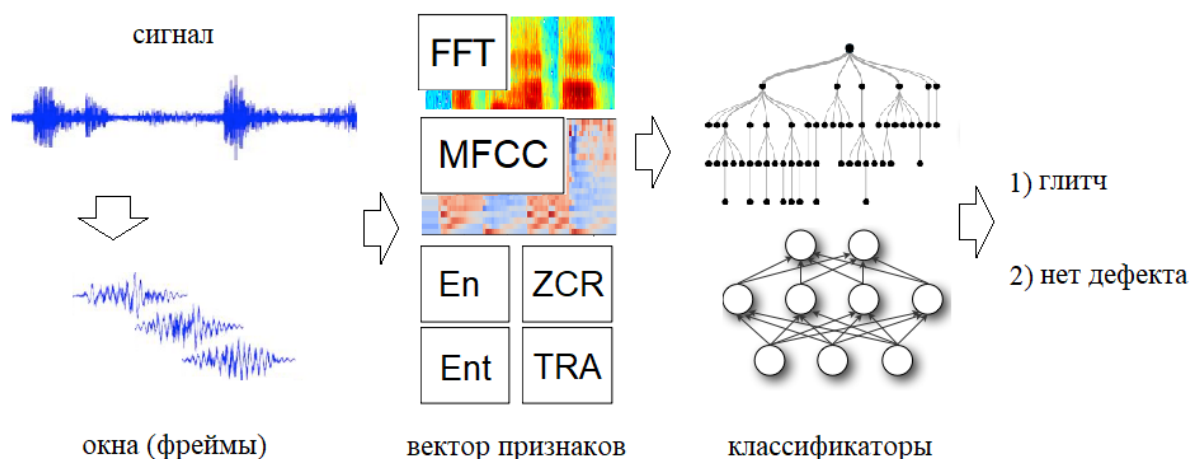 сигнал
FFT
MFCC
En
ZCR
Ent
TRA
1) глитч
2) нет дефекта
окна (фреймы)
вектор признаков
классификаторы